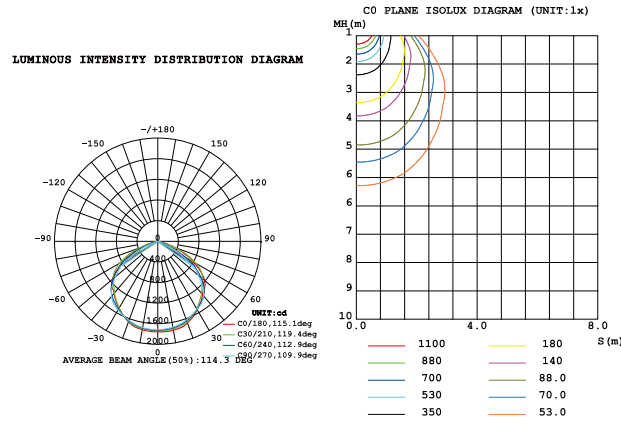 C0 PLANE ISOLUX DIAGRAM (UNIT:lx)
MH(m)
LUMINOUS INTENSITY DISTRIBUTION DIAGRAM
-/+180
-150 150
-120 120
-90 90
-60 60
-30 30
0
0
400
800
1200
1600
2000
UNIT:cd
C0/180,115.1deg
C30/210,119.4deg
C60/240,112.9deg
C90/270,109.9deg
AVERAGE BEAM ANGLE(50%):114.3 DEG
1
2
3
4
5
6
7
8
9
10
0.0 4.0 8.0
S(m)
1100 180
880 140
700 88.0
530 70.0
350 53.0